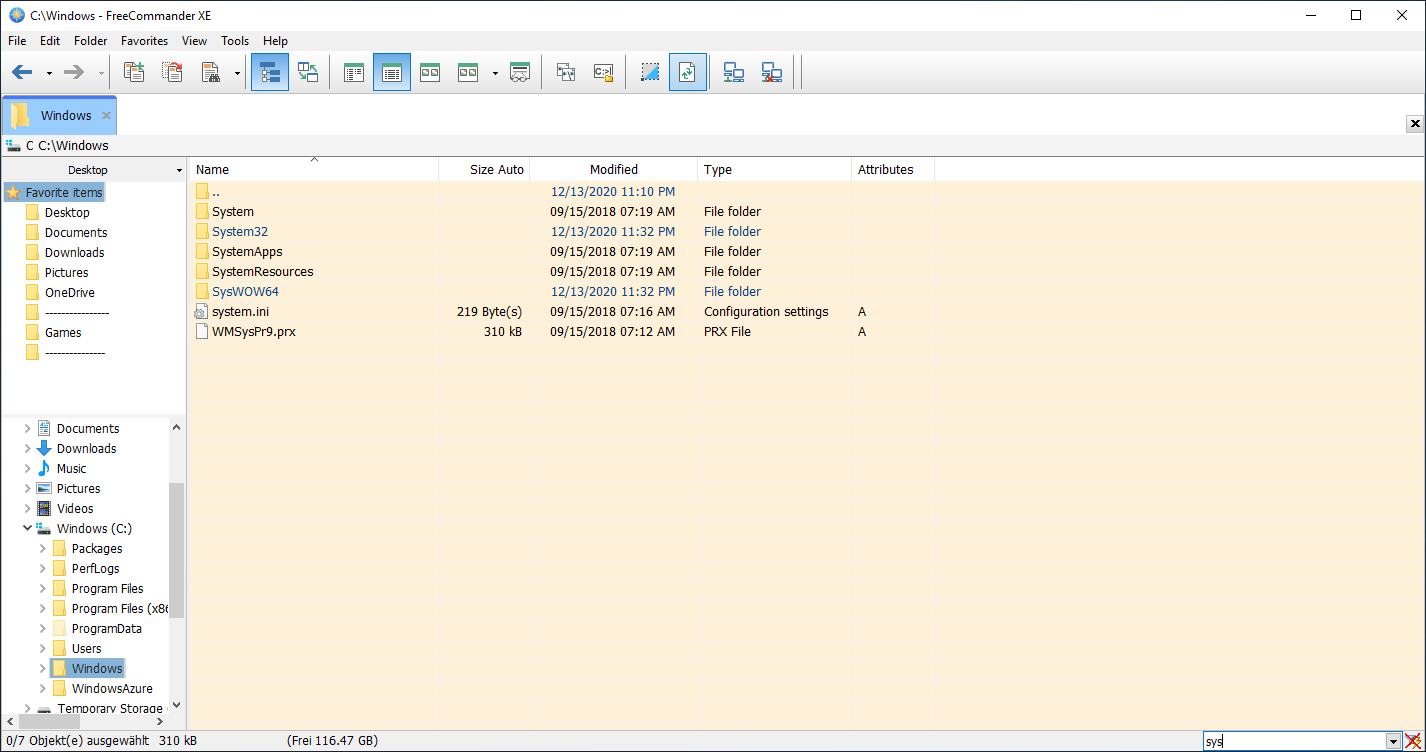 C:\Windows - FreeCommander XE
File Edit Folder Favorites View Tools Help
Windows
C C:\Windows
Desktop
Favorite items
Desktop
Documents
Downloads
Pictures
OneDrive
----------------
Games
---------------
Documents
Downloads
Music
Pictures
Videos
Windows (C:)
Packages
PerfLogs
Program Files
Program Files (x86
ProgramData
Users
Windows
WindowsAzure
Temporary Storage
Name Size Auto Modified Type Attributes
.. 12/13/2020 11:10 PM
System 09/15/2018 07:19 AM File folder
System32 12/13/2020 11:32 PM File folder
SystemApps 09/15/2018 07:19 AM File folder
SystemResources 09/15/2018 07:19 AM File folder
SysWOW64 12/13/2020 11:32 PM File folder
system.ini 219 Byte(s) 09/15/2018 07:16 AM Configuration settings A
WMSysPr9.prx 310 kB 09/15/2018 07:12 AM PRX File A
0/7 Objekt(e) ausgewählt 310 kB (Frei 116.47 GB) sys